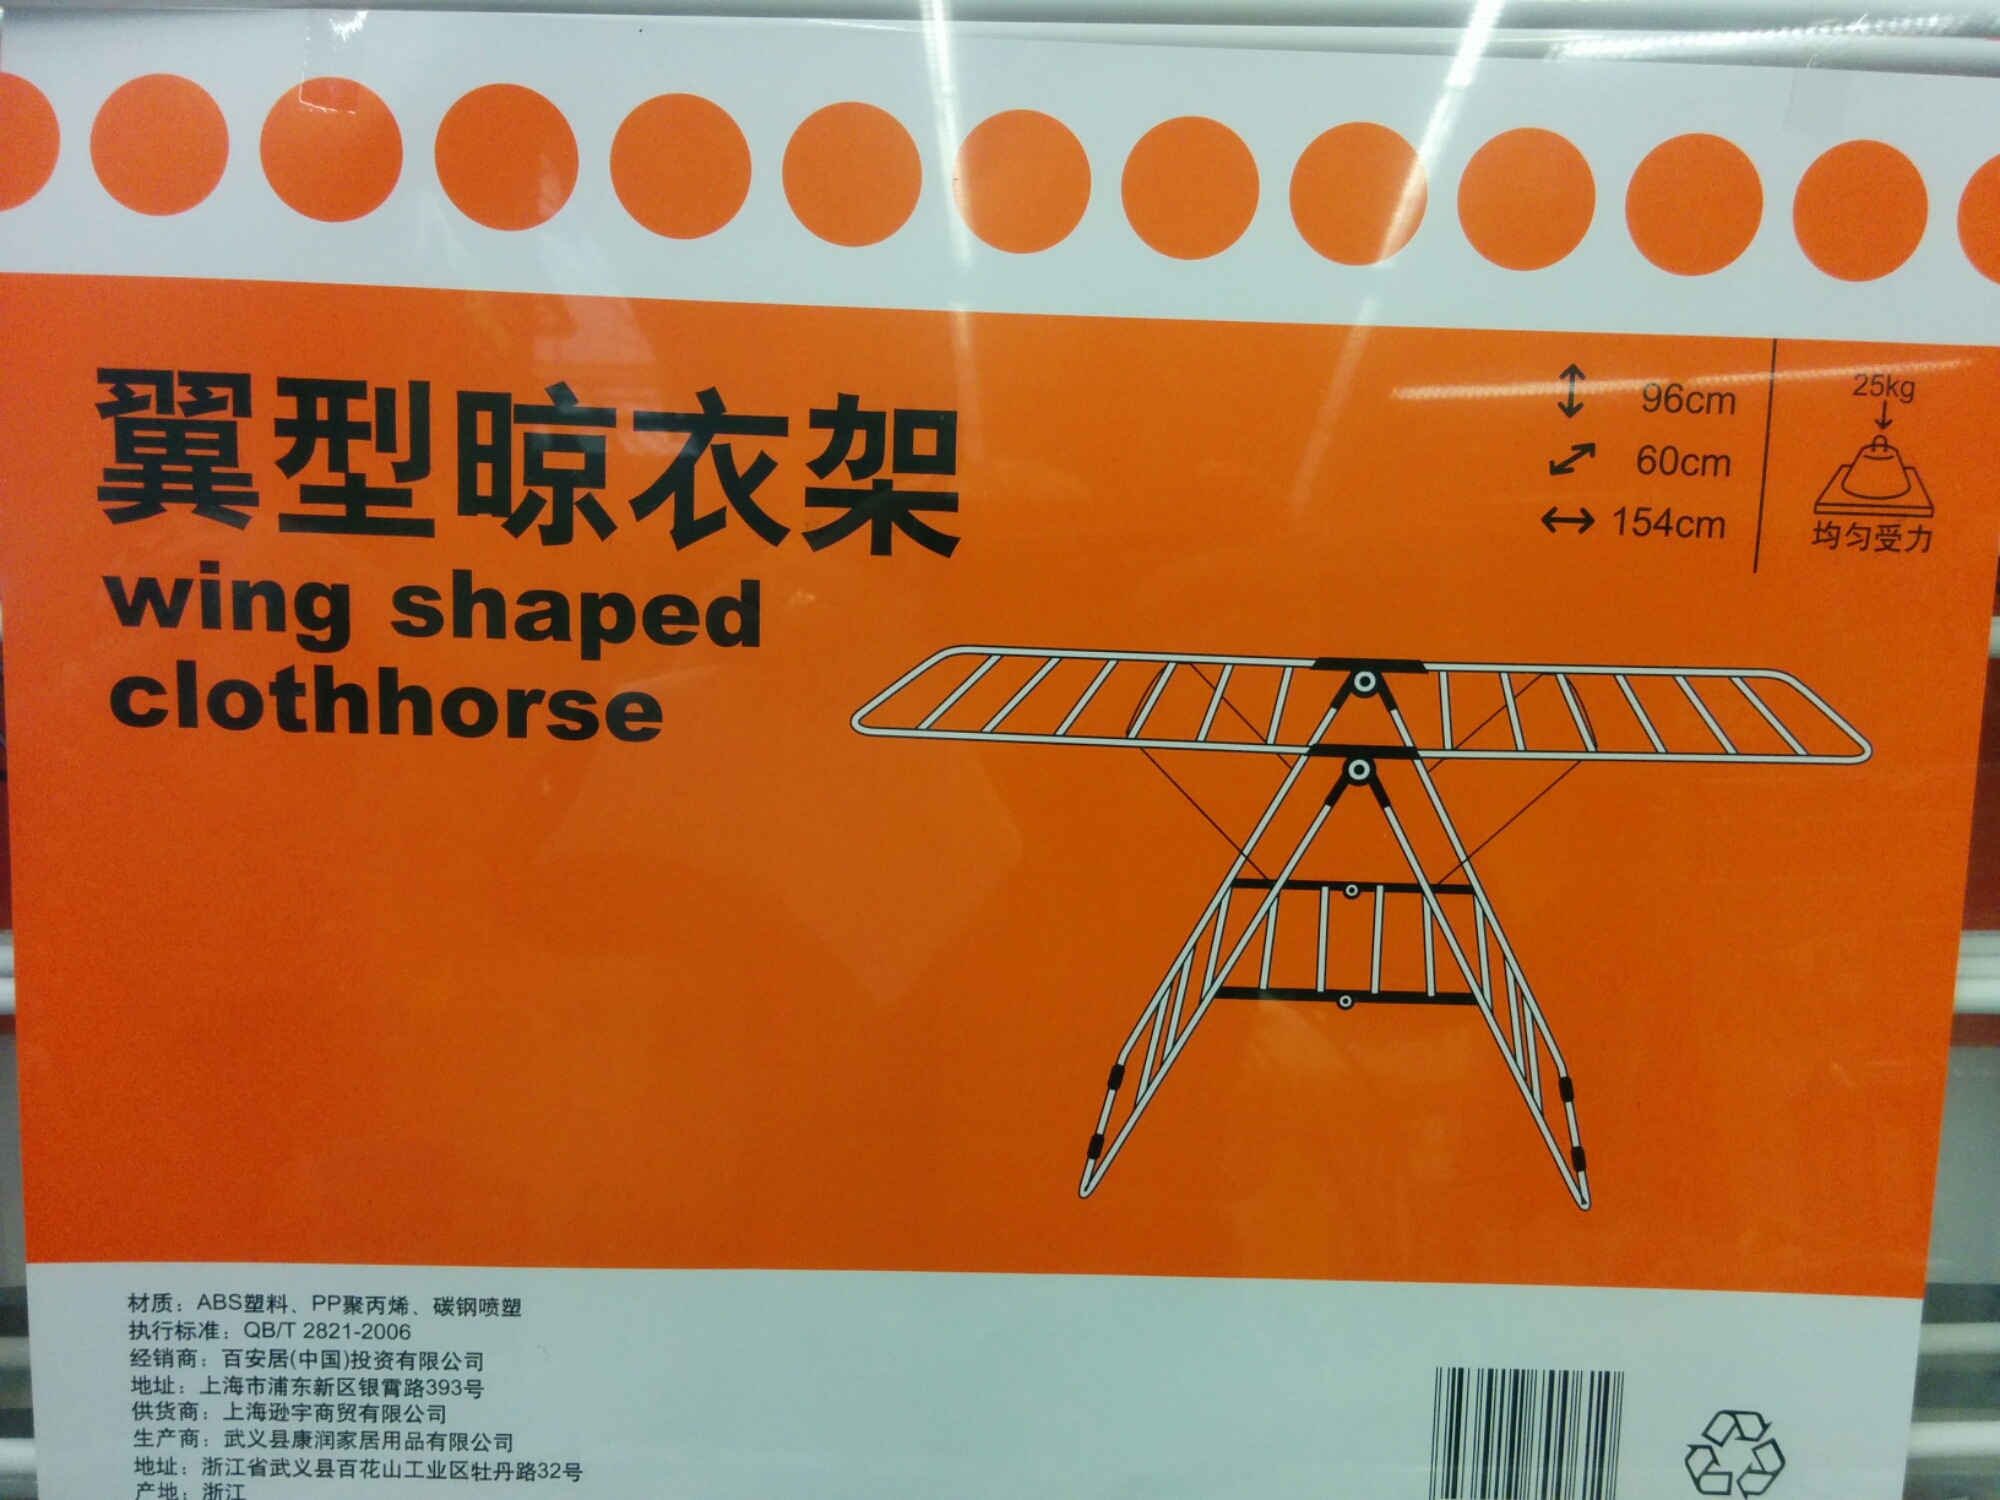 翼型晾衣架
wing shaped
clothhorse
96cm
60cm
154cm
25kg
均匀受力
材质：ABS塑料、PP聚丙烯、碳钢喷塑
执行标准：QB/T 2821-2006
经销商：百安居(中国)投资有限公司
地址：上海市浦东新区银霄路393号
供货商：上海逊宇商贸有限公司
生产商：武义县康润家居用品有限公司
地址：浙江省武义县百花山工业区牡丹路32号
产地：浙江